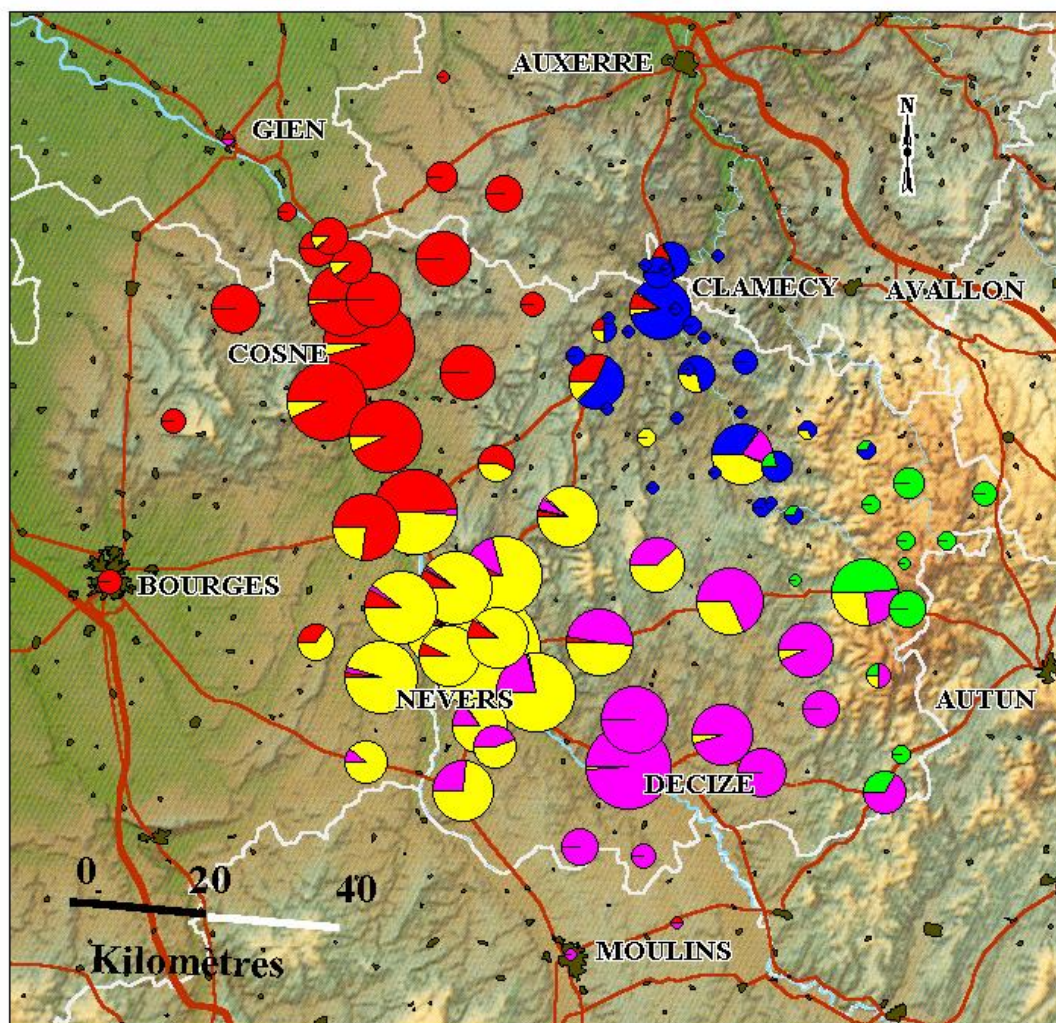 AUXERRE
N
GIEN
CLAMECY
AVALLON
COSNE
BOURGES
NEVERS
AUTUN
DECIZE
0 20 40
Kilomètres
MOULINS